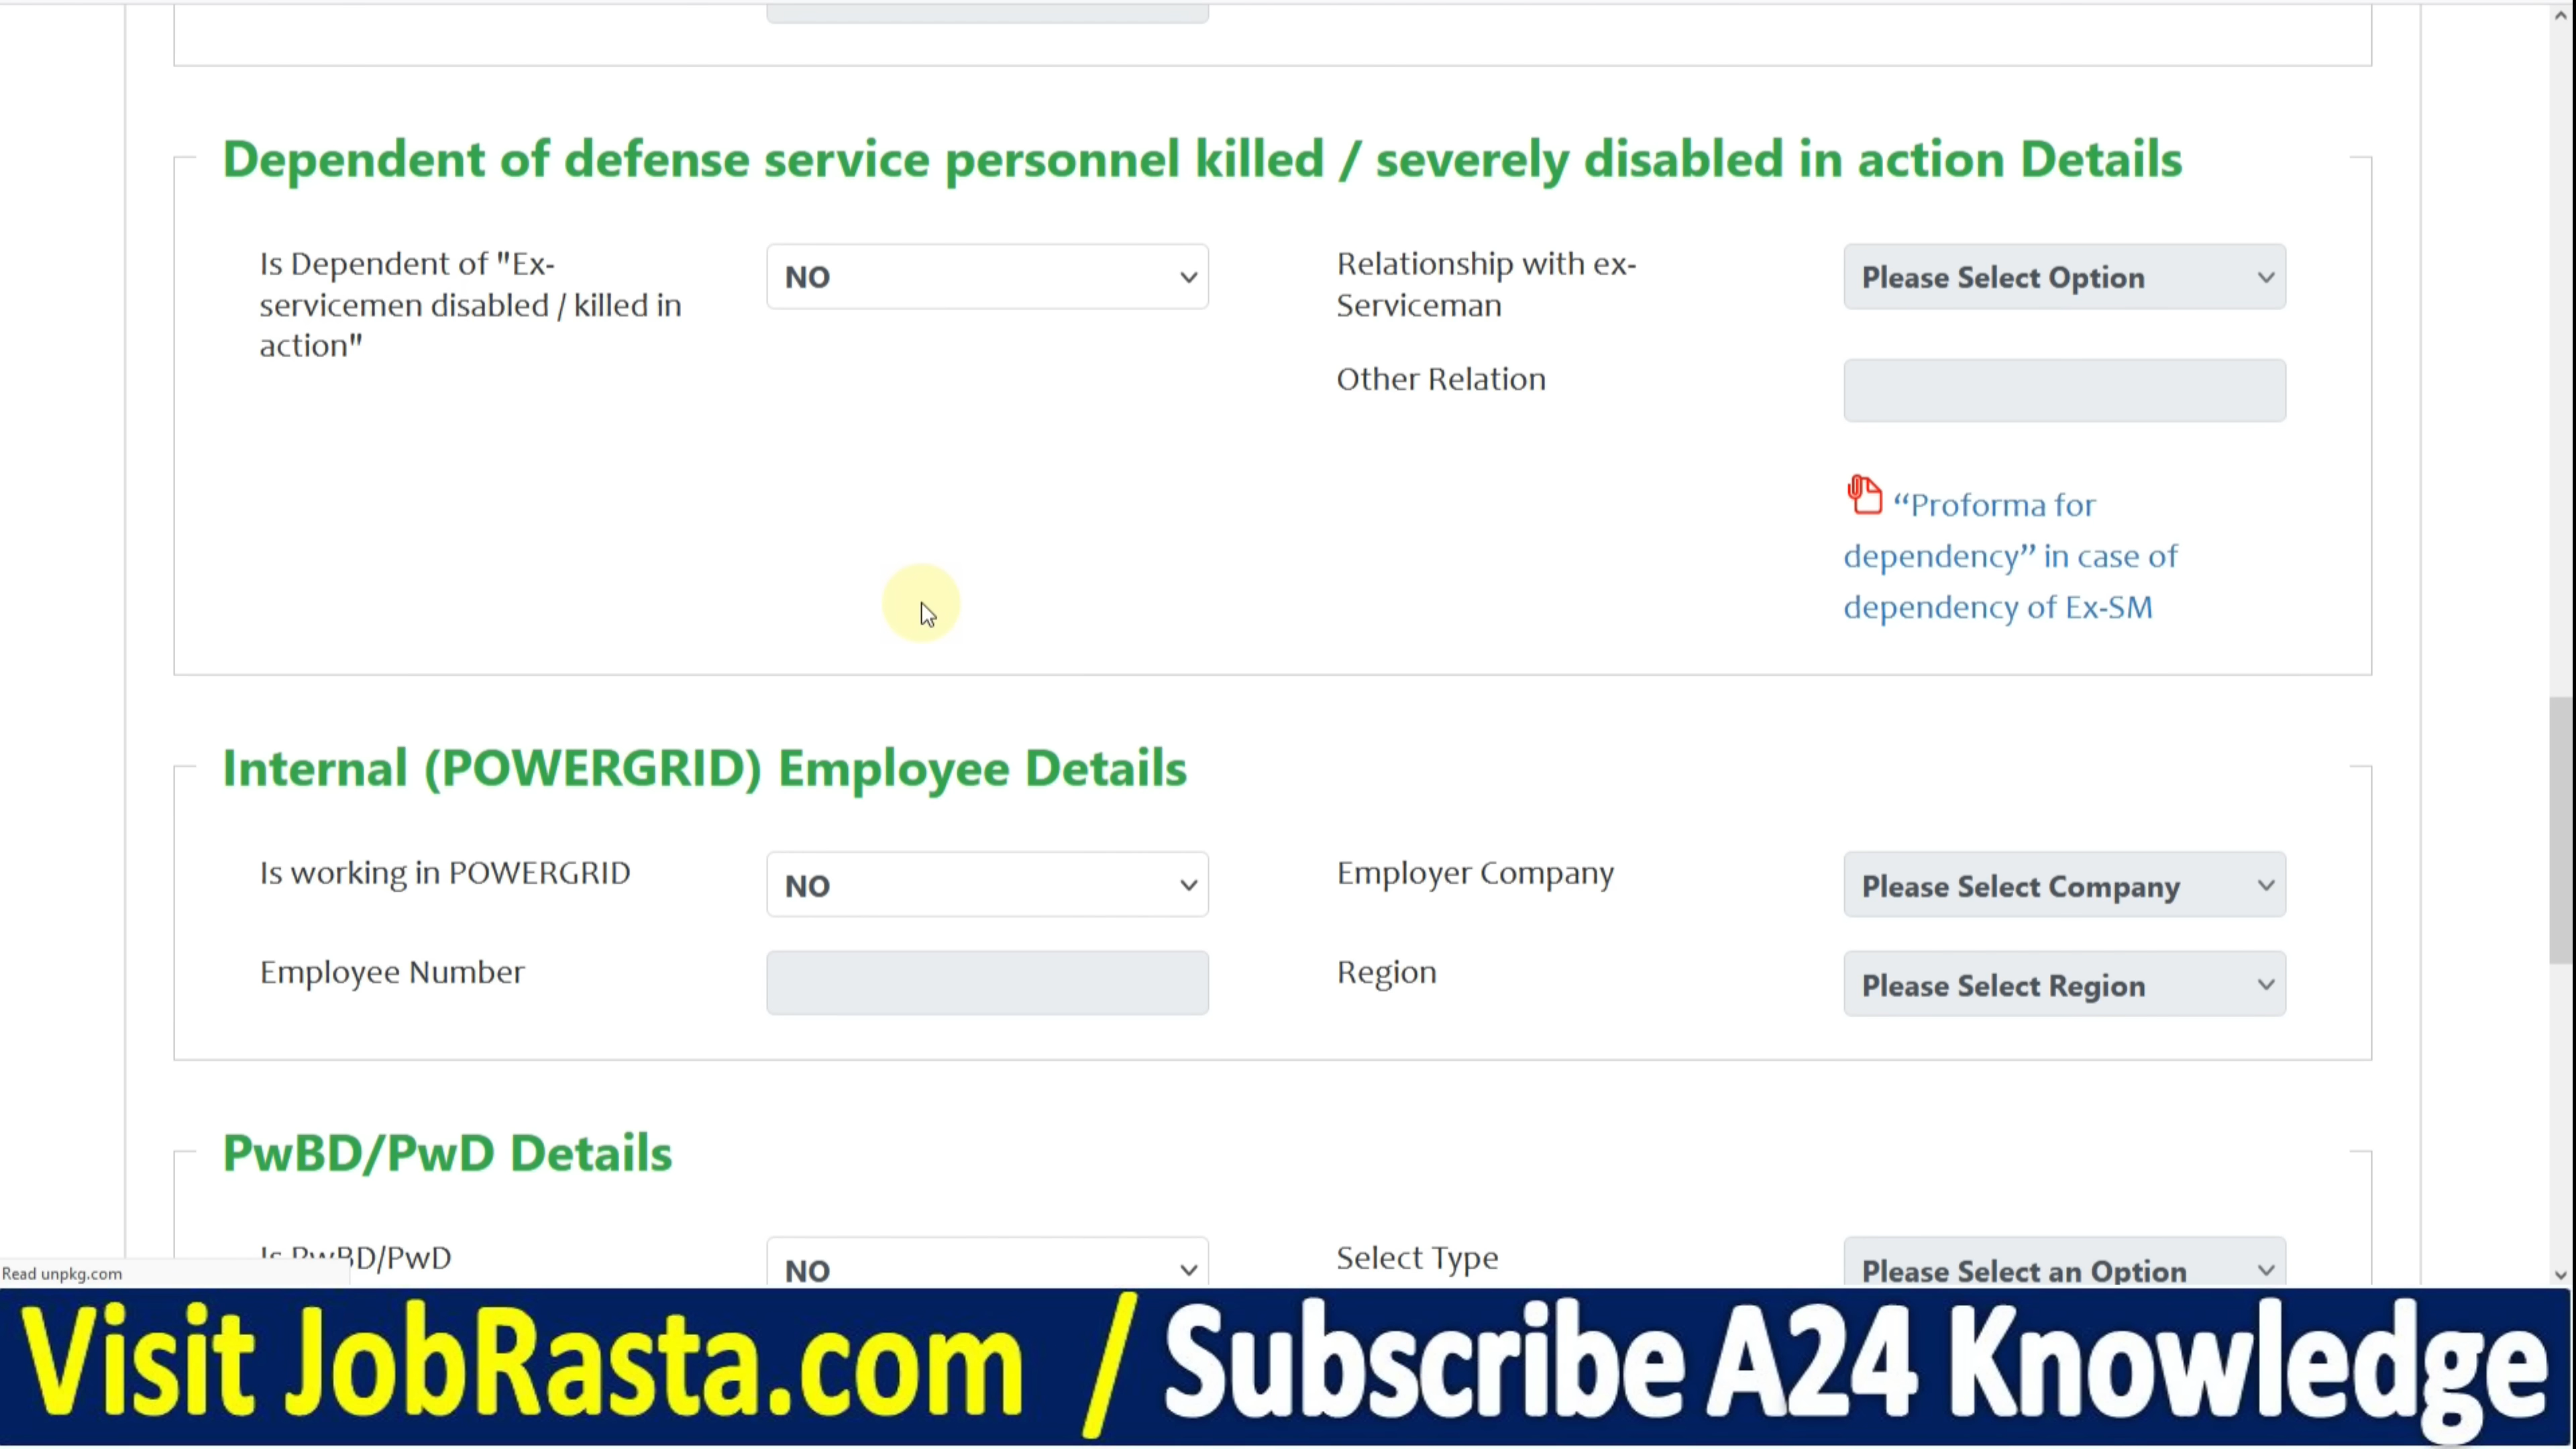 Dependent of defense service personnel killed / severely disabled in action Details
Is Dependent of "Ex-
servicemen disabled / killed in
action"
NO
Relationship with ex-
Serviceman
Please Select Option
Other Relation
“Proforma for
dependency” in case of
dependency of Ex-SM
Internal (POWERGRID) Employee Details
Is working in POWERGRID
NO
Employer Company
Please Select Company
Employee Number
Region
Please Select Region
PwBD/PwD Details
Is PwBD/PwD
NO
Select Type
Please Select an Option
Read unpkg.com
Visit JobRasta.com / Subscribe A24 Knowledge